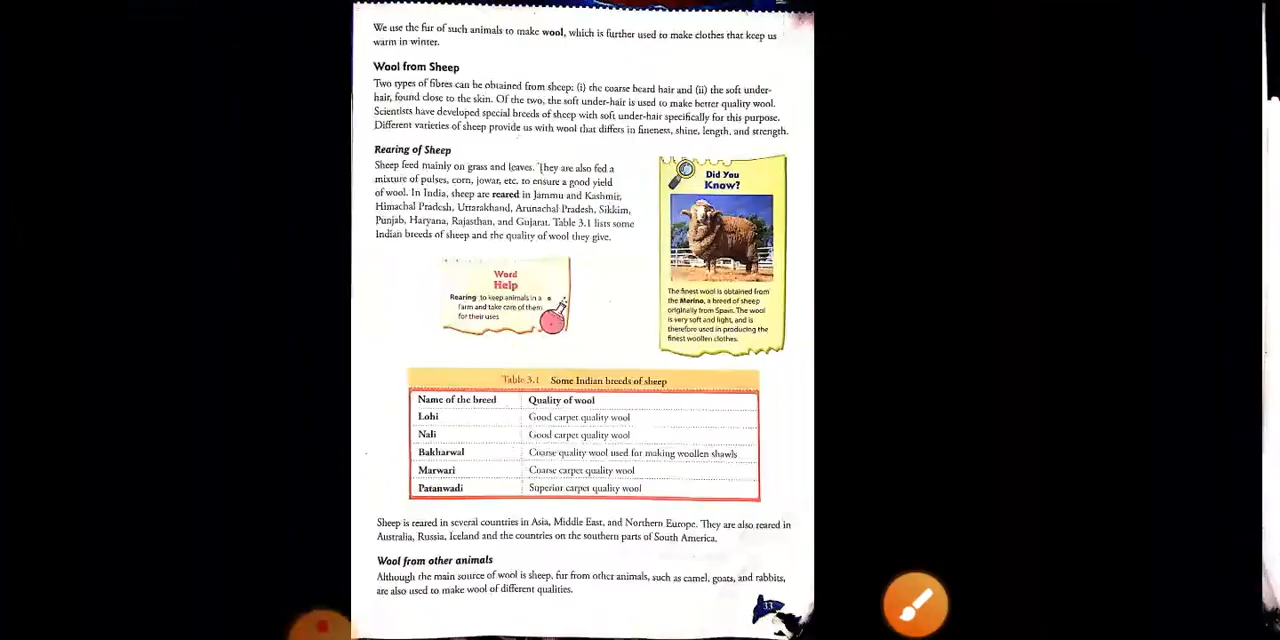 We use the fur of such animals to make wool, which is further used to make clothes that keep us
warm in winter.
Wool from Sheep
Two types of fibres can be obtained from sheep: (i) the coarse beard hair and (ii) the soft under-
hair, found close to the skin. Of the two, the soft under-hair is used to make better quality wool.
Scientists have developed special breeds of sheep with soft under-hair specifically for this purpose.
Different varieties of sheep provide us with wool that differs in fineness, shine, length, and strength.
Rearing of Sheep
Sheep feed mainly on grass and leaves. They are also fed a
mixture of pulses, corn, jowar, etc. to ensure a good yield
of wool. In India, sheep are reared in Jammu and Kashmir,
Himachal Pradesh, Uttarakhand, Arunachal Pradesh, Sikkim,
Punjab, Haryana, Rajasthan, and Gujarat. Table 3.1 lists some
Indian breeds of sheep and the quality of wool they give.
Did You
Know?
The finest wool is obtained from
the Merino, a breed of sheep
originally from Spain. The wool
is very soft and light, and is
therefore used in producing the
finest woollen clothes.
Word
Help
Rearing to keep animals in a
farm and take care of them
for their uses
Table 3.1 Some Indian breeds of sheep
Name of the breed Quality of wool
Lohi Good carpet quality wool
Nali Good carpet quality wool
Bakharwal Coarse quality wool used for making woollen shawls
Marwari Coarse carpet quality wool
Patanwadi Superior carpet quality wool
Sheep is reared in several countries in Asia, Middle East, and Northern Europe. They are also reared in
Australia, Russia, Iceland and the countries on the southern parts of South America.
Wool from other animals
Although the main source of wool is sheep, fur from other animals, such as camel, goats, and rabbits,
are also used to make wool of different qualities.
33